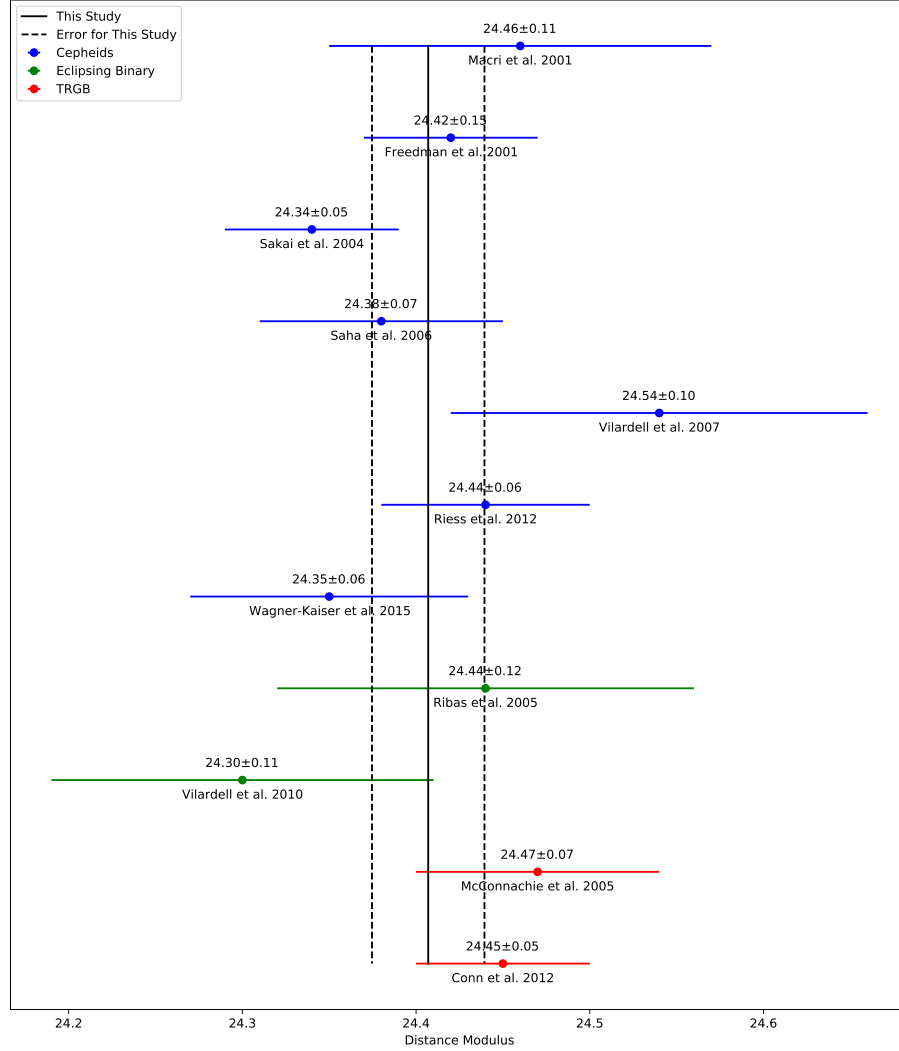 This Study
Error for This Study
Cepheids
Eclipsing Binary
TRGB
24.46±0.11
Macri et al. 2001
24.42±0.15
Freedman et al. 2001
24.34±0.05
Sakai et al. 2004
24.38±0.07
Saha et al. 2006
24.54±0.10
Vilardell et al. 2007
24.44±0.06
Riess et al. 2012
24.35±0.06
Wagner-Kaiser et al. 2015
24.44±0.12
Ribas et al. 2005
24.30±0.11
Vilardell et al. 2010
24.47±0.07
McConnachie et al. 2005
24.45±0.05
Conn et al. 2012
24.2 24.3 24.4 24.5 24.6
Distance Modulus